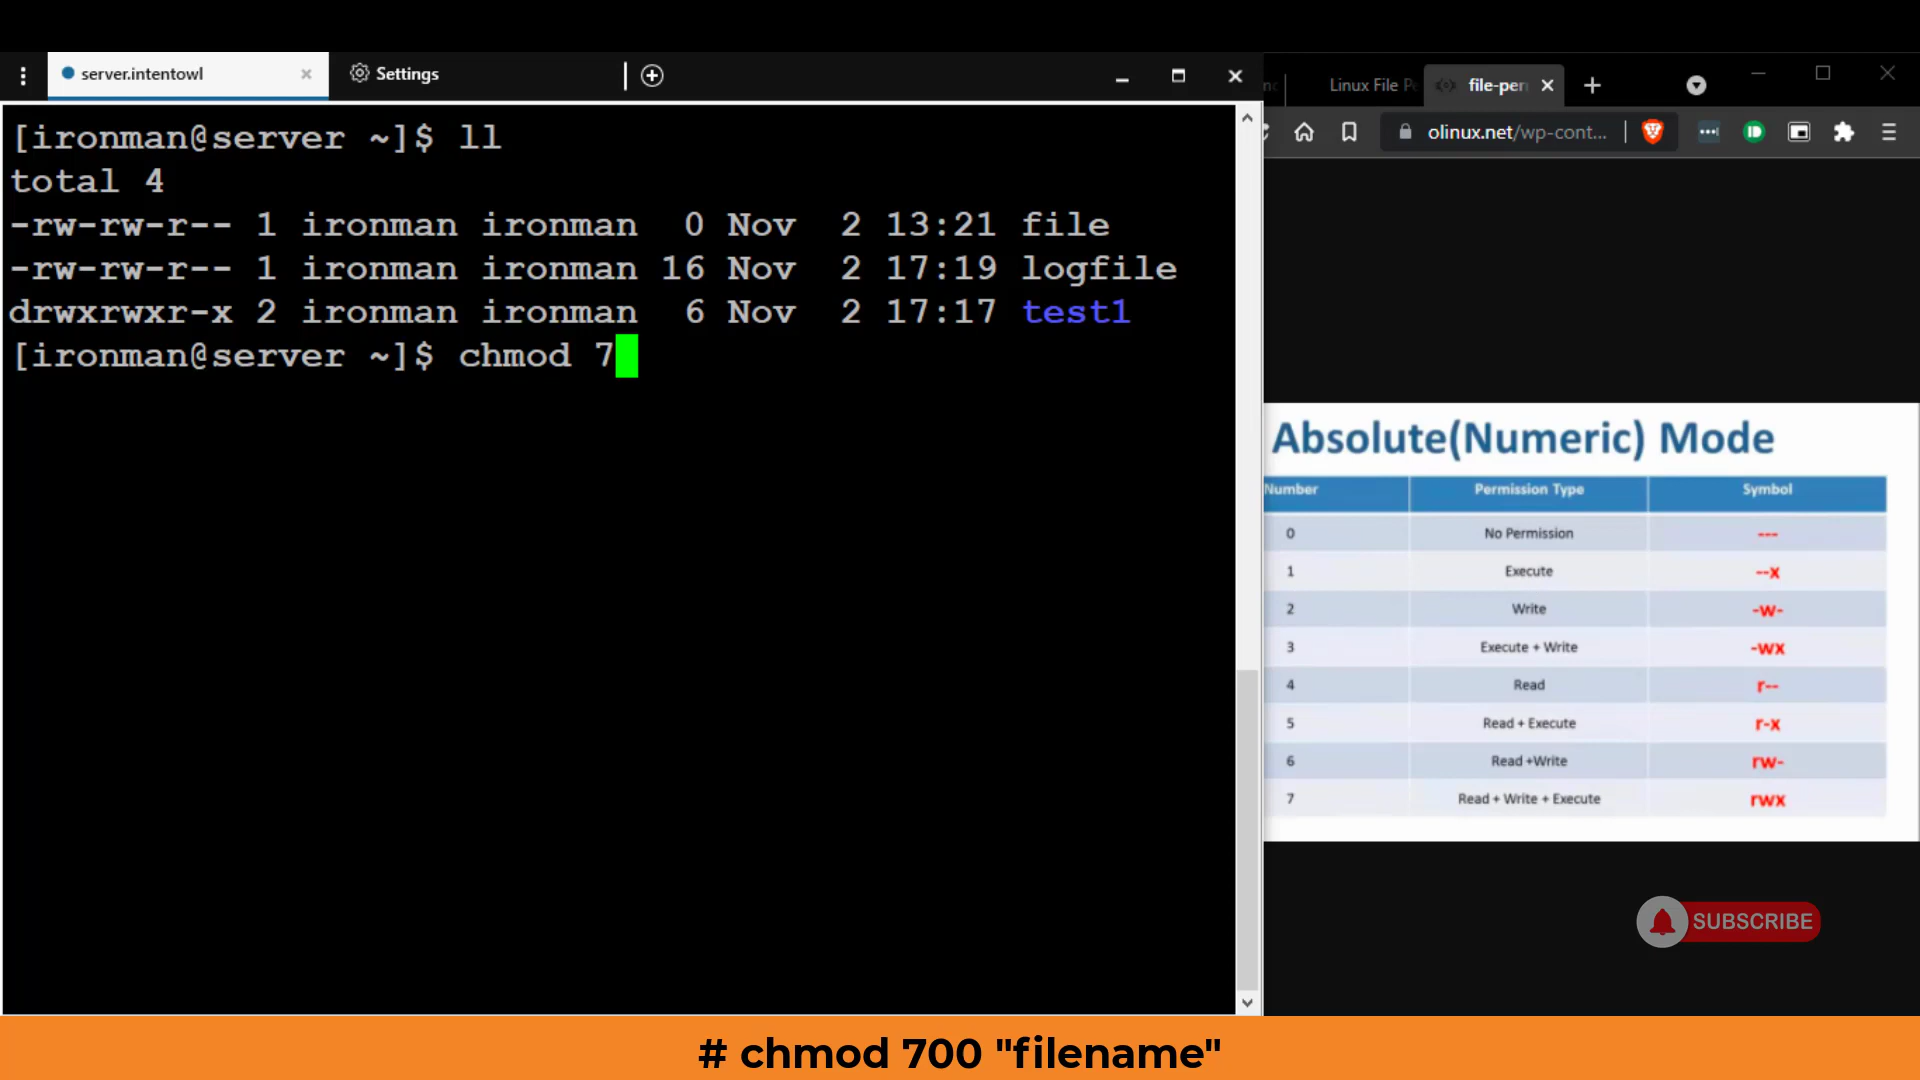 server.intentowl
Settings
[ironman@server ~]$ ll
total 4
-rw-rw-r-- 1 ironman ironman  0 Nov  2 13:21 file
-rw-rw-r-- 1 ironman ironman 16 Nov  2 17:19 logfile
drwxrwxr-x 2 ironman ironman  6 Nov  2 17:17 test1
[ironman@server ~]$ chmod 7
Linux File Pe
file-perr
olinux.net/wp-cont...
Absolute(Numeric) Mode
Number Permission Type Symbol
0 No Permission ---
1 Execute --x
2 Write -w-
3 Execute + Write -wx
4 Read r--
5 Read + Execute r-x
6 Read +Write rw-
7 Read + Write + Execute rwx
SUBSCRIBE
# chmod 700 "filename"